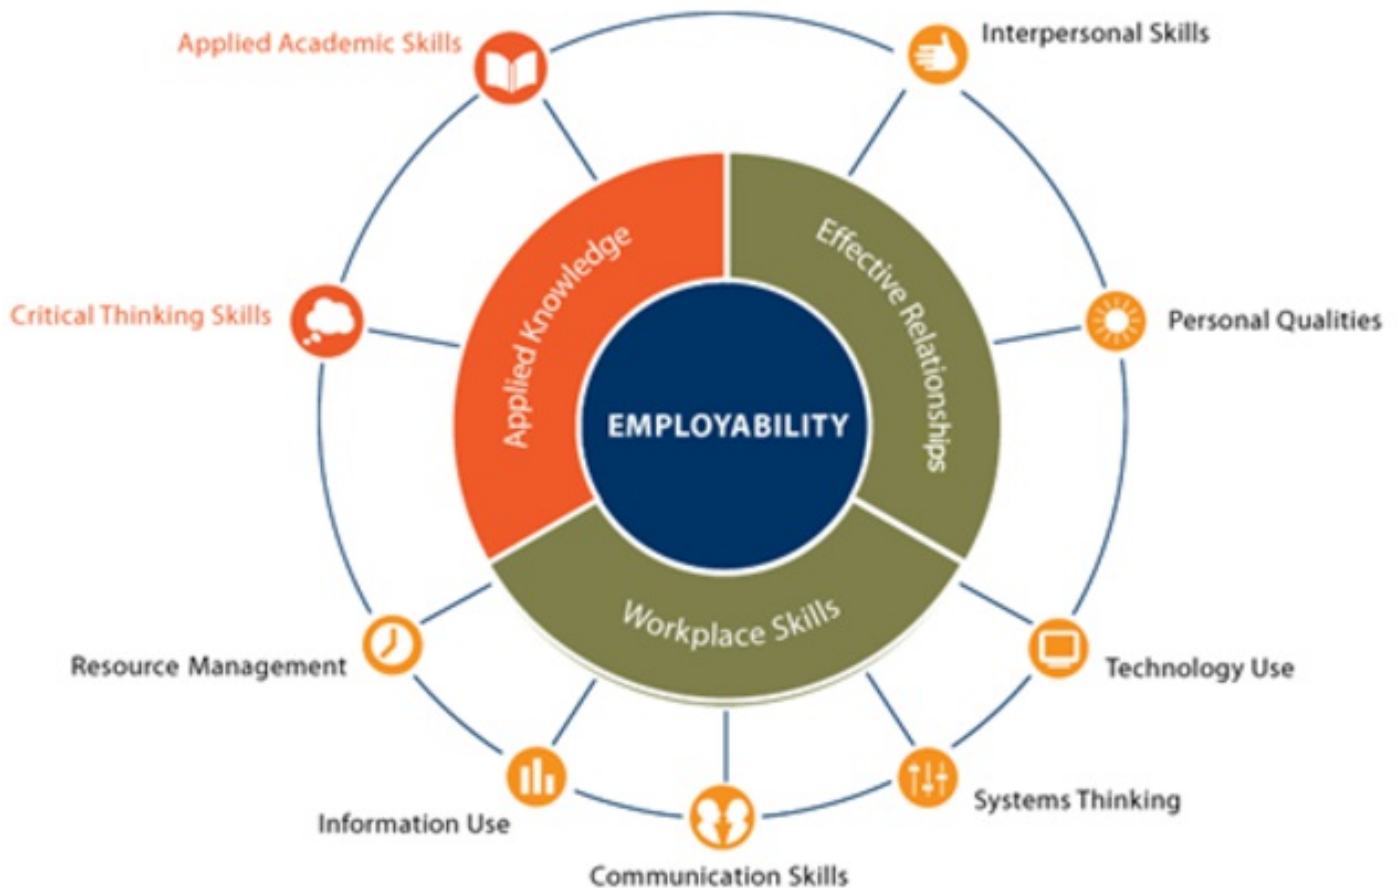 Applied Academic Skills
Interpersonal Skills
Critical Thinking Skills
Personal Qualities
Applied Knowledge
Effective Relationships
EMPLOYABILITY
Workplace Skills
Resource Management
Technology Use
Information Use
Systems Thinking
Communication Skills